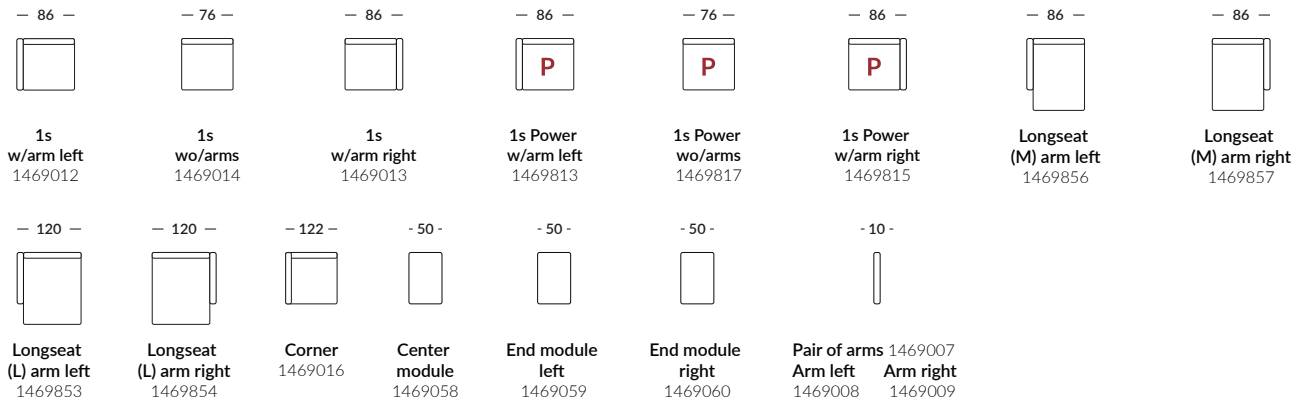 86
76
86
86
76
86
86
86
P
P
P
1s
w/arm left
1469012
1s
wo/arms
1469014
1s
w/arm right
1469013
1s Power
w/arm left
1469813
1s Power
wo/arms
1469817
1s Power
w/arm right
1469815
Longseat
(M) arm left
1469856
Longseat
(M) arm right
1469857
120
120
122
50
50
50
10
Longseat
(L) arm left
1469853
Longseat
(L) arm right
1469854
Corner
1469016
Center
module
1469058
End module
left
1469059
End module
right
1469060
Pair of arms 1469007
Arm left Arm right
1469008 1469009